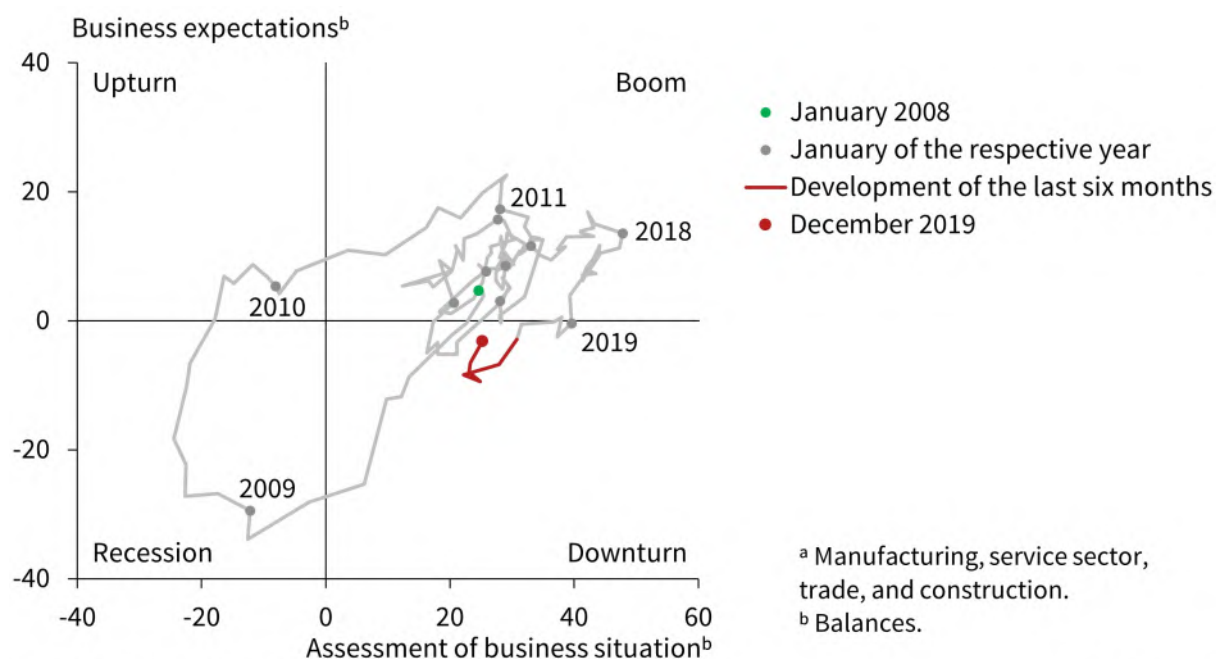 Business expectationsᵇ
40
Upturn
Boom
January 2008
January of the respective year
Development of the last six months
December 2019
20
2011
2018
2010
0
2019
-20
2009
Recession
Downturn
-40
-40
-20
0
20
40
60
Assessment of business situationᵇ
ᵃ Manufacturing, service sector,
trade, and construction.
ᵇ Balances.